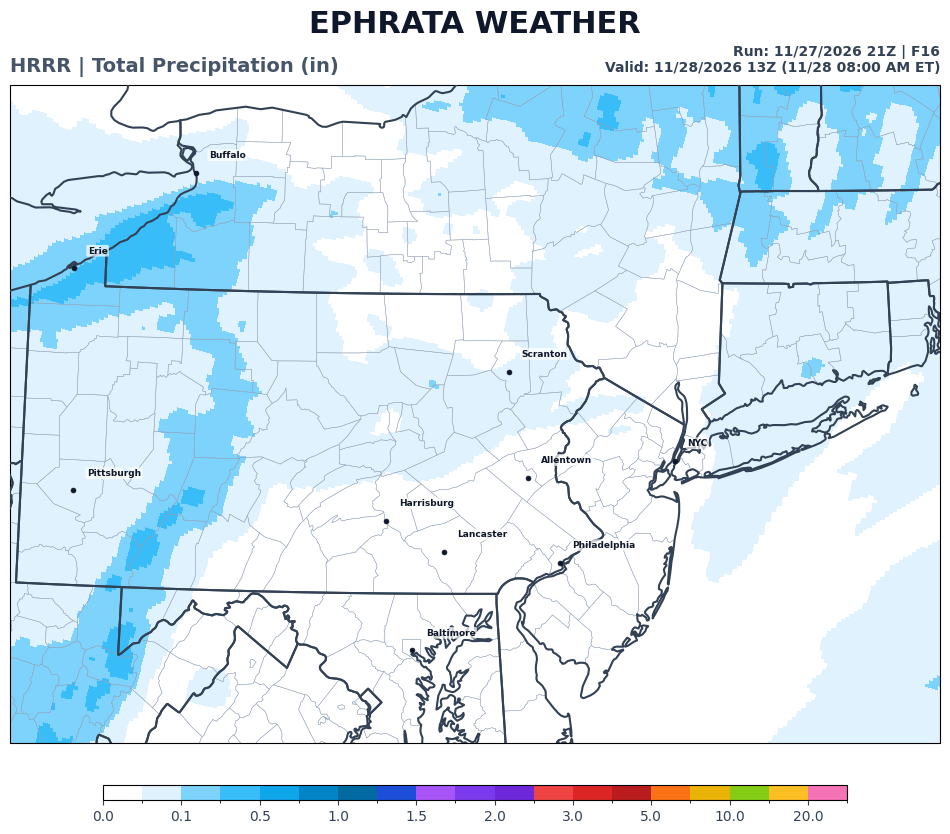 EPHRATA WEATHER
HRRR | Total Precipitation (in)
Run: 11/27/2026 21Z | F16
Valid: 11/28/2026 13Z (11/28 08:00 AM ET)
Buffalo
Erie
Scranton
NYC
Pittsburgh
Allentown
Harrisburg
Lancaster
Philadelphia
Baltimore
0.0 0.1 0.5 1.0 1.5 2.0 3.0 5.0 10.0 20.0